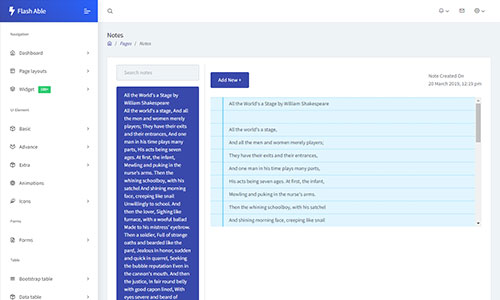 Flash Able
Navigation
Dashboard
Page layouts
Widget 100+
UI Element
Basic
Advance
Extra
Animations
Icons
Forms
Forms
Table
Bootstrap table
Data table
Notes
/ Pages / Notes
Search notes
All the World's a Stage by
William Shakespeare
All the world's a stage, And all
the men and women merely
players; They have their exits
and their entrances, And one
man in his time plays many
parts, His acts being seven
ages. At first, the infant,
Mewling and puking in the
nurse's arms. Then the
whining schoolboy, with his
satchel And shining morning
face, creeping like snail
Unwillingly to school. And
then the lover, Sighing like
furnace, with a woeful ballad
Made to his mistress' eyebrow.
Then a soldier, Full of strange
oaths and bearded like the
pard, Jealous in honor, sudden
and quick in quarrel, Seeking
the bubble reputation Even in
the cannon's mouth. And then
the justice, In fair round belly
with good capon lined, With
eyes severe and beard of
Add New +
Note Created On
20 March 2019, 12:25 pm
All the World's a Stage by William Shakespeare
All the world's a stage,
And all the men and women merely players;
They have their exits and their entrances,
And one man in his time plays many parts,
His acts being seven ages. At first, the infant,
Mewling and puking in the nurse's arms.
Then the whining schoolboy, with his satchel
And shining morning face, creeping like snail